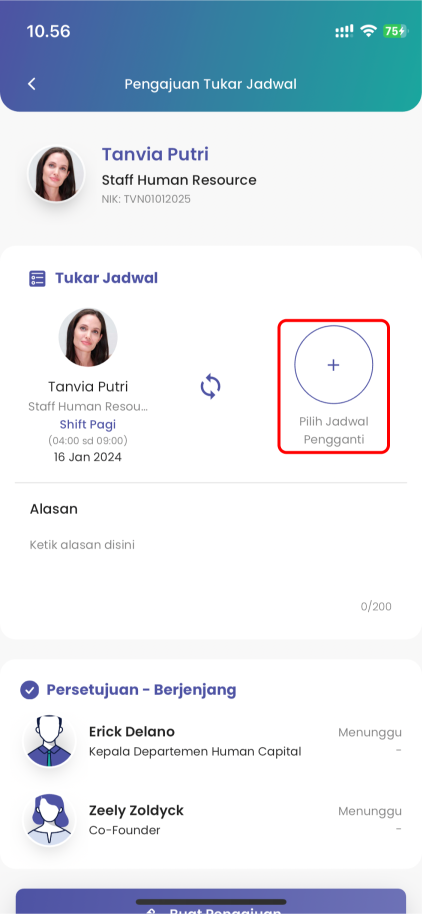 10.56
75
Pengajuan Tukar Jadwal
Tanvia Putri
Staff Human Resource
NIK: TVN01012025
Tukar Jadwal
Tanvia Putri
Staff Human Resou...
Shift Pagi
(04:00 sd 09:00)
16 Jan 2024
Pilih Jadwal
Pengganti
Alasan
Ketik alasan disini
0/200
Persetujuan - Berjenjang
Erick Delano
Menunggu
Kepala Departemen Human Capital
-
Zeely Zoldyck
Menunggu
Co-Founder
-
Buat Pengajuan